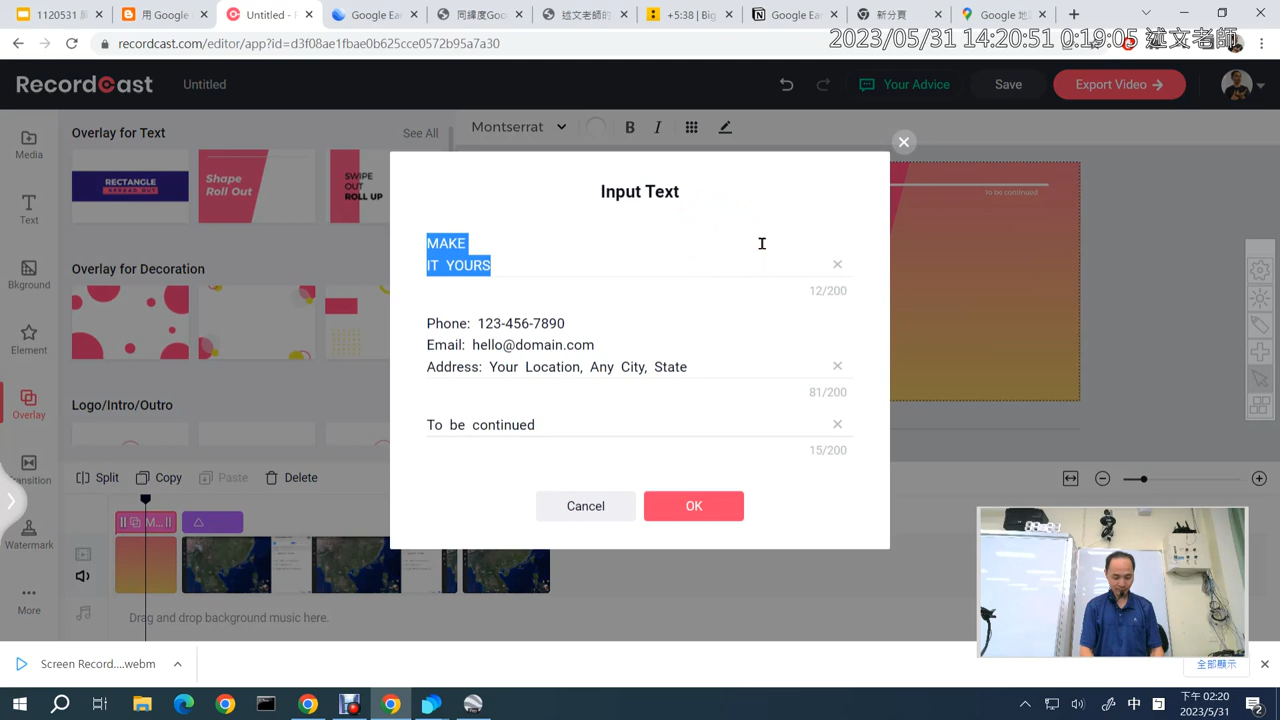 1120531
用 Google
Untitled - R
Google Ear
同緯度Goo
述文老師的
+5:38 | Big
Google Ear
新分頁
Google 地
recordcast.com/editor/app?id=d3f08ae1fbae0b625cce0572b95a7a30
2023/05/31 14:20:51 0:19:05 述文老師
RecordCast
Untitled
Your Advice
Save
Export Video
Media
Text
Bkground
Element
Overlay
Transition
Watermark
More
Overlay for Text
See All
RECTANGLE
SPREAD OUT
Shape
Roll Out
SWIPE
OUT
ROLL UP
Overlay for Decoration
Logo/Intro/Outro
Montserrat
B
I
To be continued
Input Text
MAKE
IT YOURS
12/200
Phone: 123-456-7890
Email: hello@domain.com
Address: Your Location, Any City, State
81/200
To be continued
15/200
Cancel
OK
Split
Copy
Paste
Delete
M...
Drag and drop background music here.
Screen Record....webm
全部顯示
中
下午 02:20
2023/5/31
2